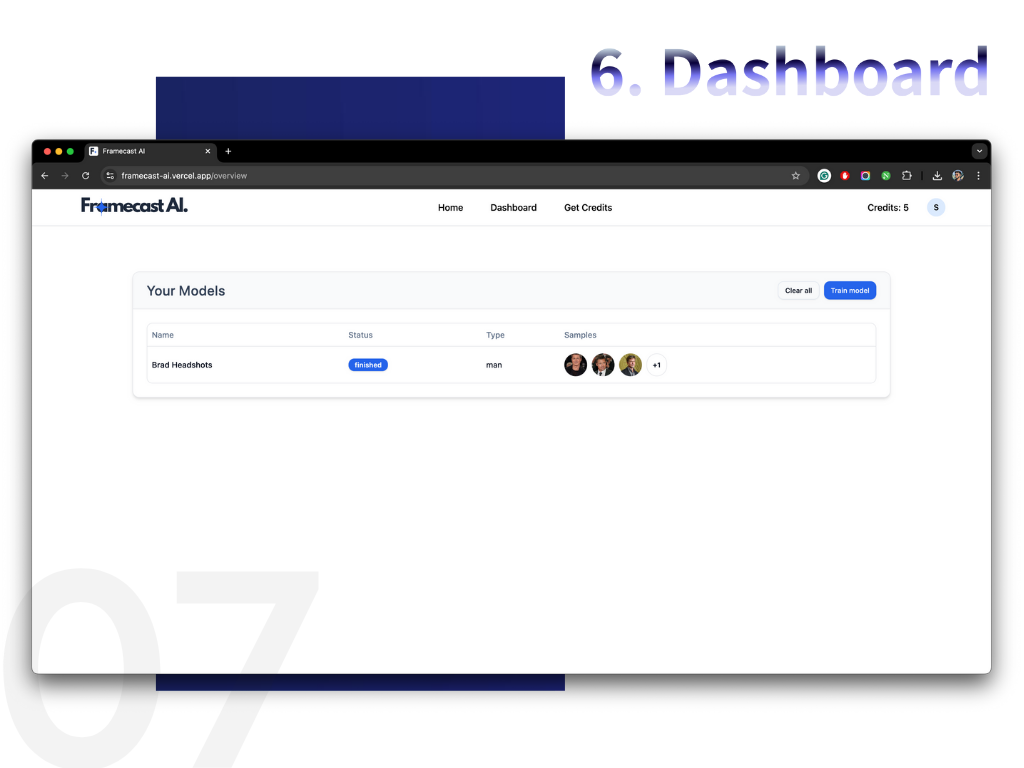 6. Dashboard
Framecast AI
framecast-ai.vercel.app/overview
Framecast AI.
Home Dashboard Get Credits Credits: 5 S
Your Models Clear all Train model
Name Status Type Samples
Brad Headshots finished man +1
07